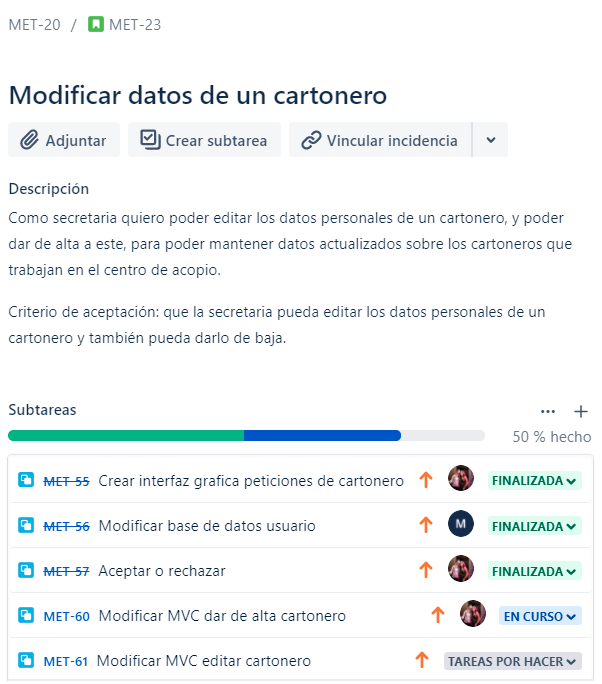 MET-20 / MET-23
Modificar datos de un cartonero
Adjuntar Crear subtarea Vincular incidencia
Descripción
Como secretaria quiero poder editar los datos personales de un cartonero, y poder
dar de alta a este, para poder mantener datos actualizados sobre los cartoneros que
trabajan en el centro de acopio.
Criterio de aceptación: que la secretaria pueda editar los datos personales de un
cartonero y también pueda darlo de baja.
Subtareas
50 % hecho
MET-55 Crear interfaz grafica peticiones de cartonero FINALIZADA
MET-56 Modificar base de datos usuario M FINALIZADA
MET-57 Aceptar o rechazar FINALIZADA
MET-60 Modificar MVC dar de alta cartonero EN CURSO
MET-61 Modificar MVC editar cartonero TAREAS POR HACER